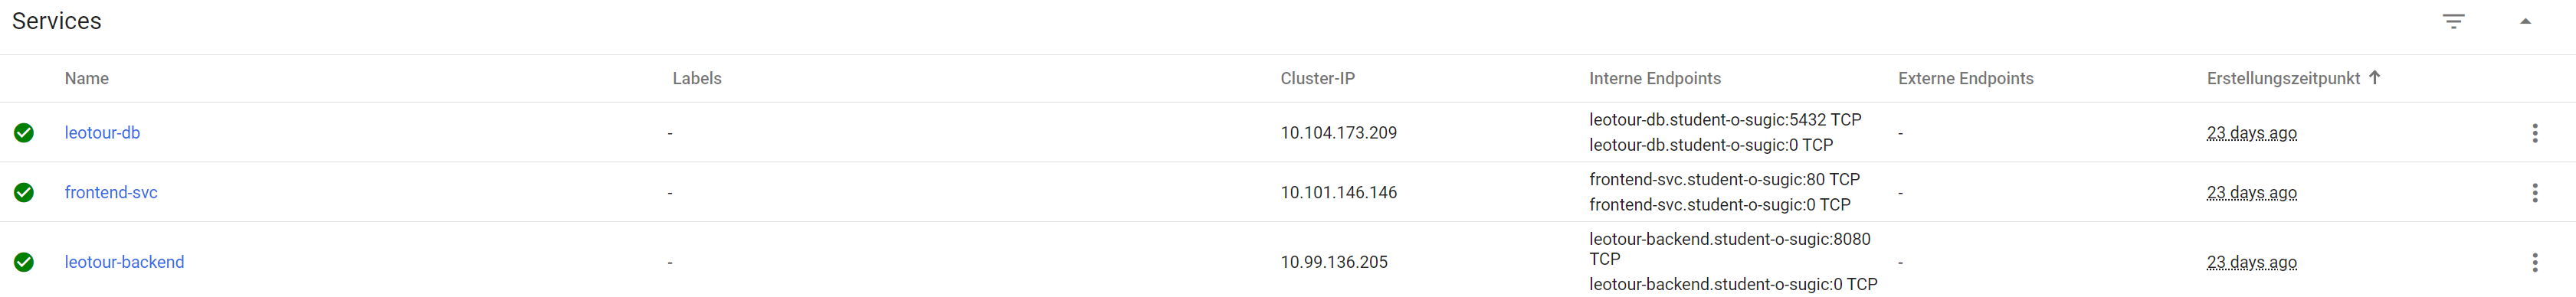 Services
Name Labels Cluster-IP Interne Endpoints Externe Endpoints Erstellungszeitpunkt
leotour-db - 10.104.173.209 leotour-db.student-o-sugic:5432 TCP - 23 days ago
leotour-db.student-o-sugic:0 TCP
frontend-svc - 10.101.146.146 frontend-svc.student-o-sugic:80 TCP - 23 days ago
frontend-svc.student-o-sugic:0 TCP
leotour-backend - 10.99.136.205 leotour-backend.student-o-sugic:8080 - 23 days ago
TCP
leotour-backend.student-o-sugic:0 TCP